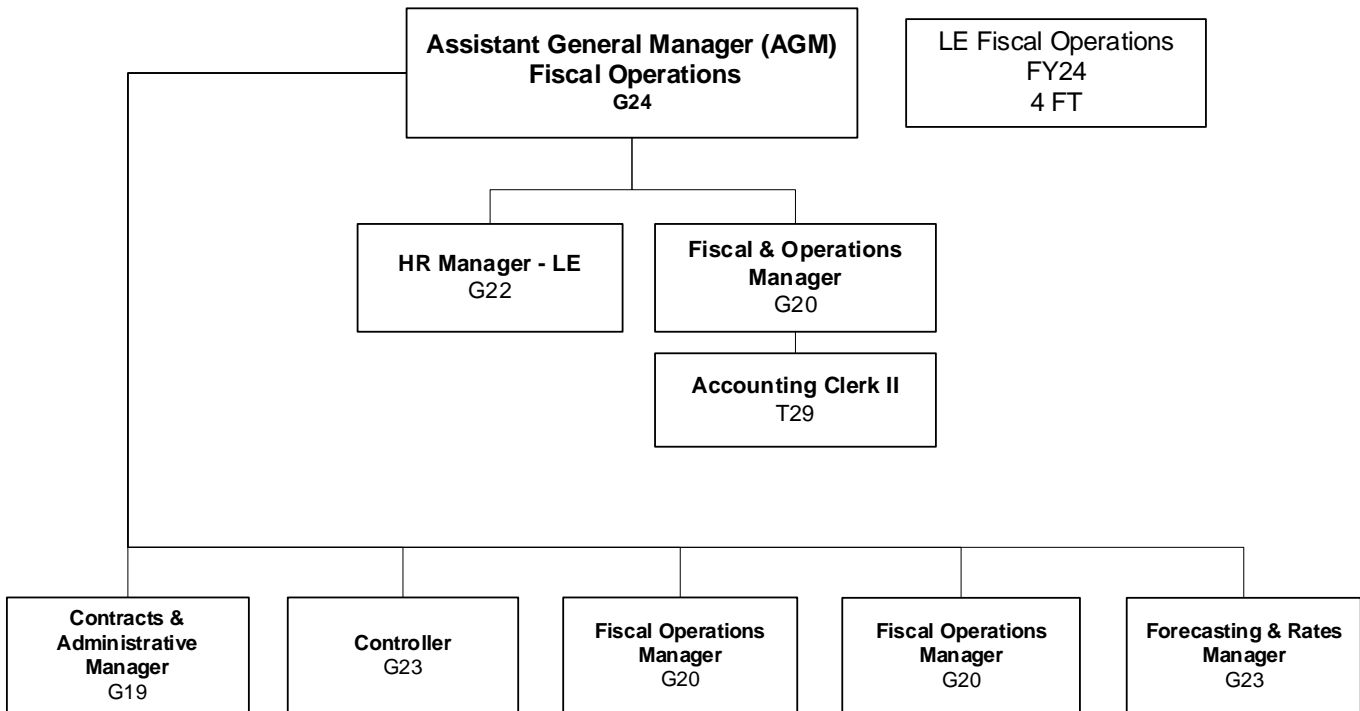 Assistant General Manager (AGM)
Fiscal Operations
G24
LE Fiscal Operations
FY24
4 FT
HR Manager - LE
G22
Fiscal & Operations
Manager
G20
Accounting Clerk II
T29
Contracts &
Administrative
Manager
G19
Controller
G23
Fiscal Operations
Manager
G20
Fiscal Operations
Manager
G20
Forecasting & Rates
Manager
G23